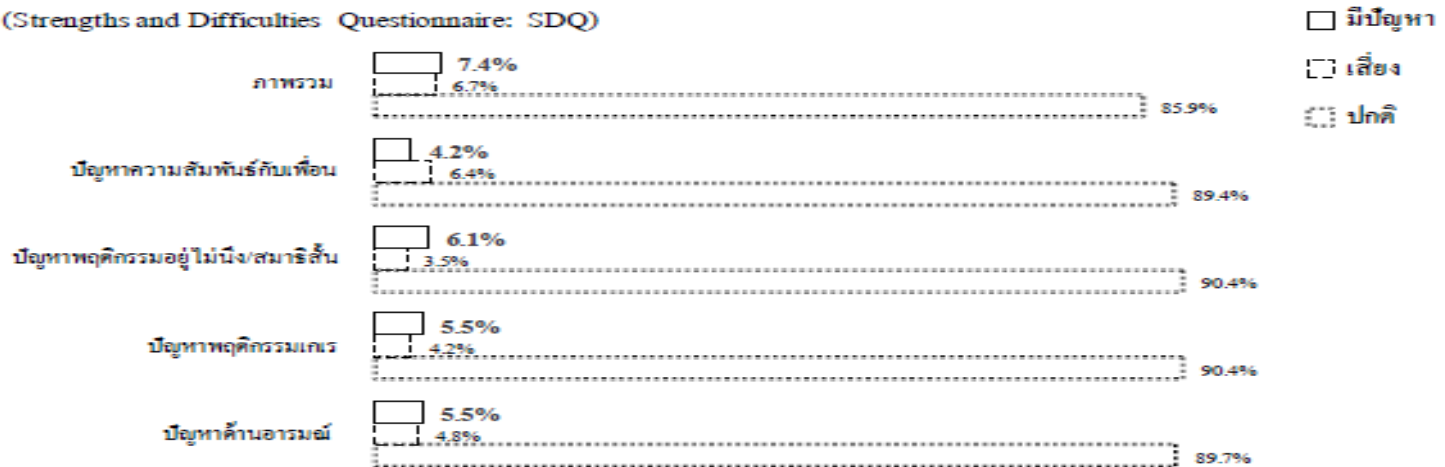 (Strengths and Difficulties Questionnaire: SDQ)
มีปัญหา
เสี่ยง
ปกติ
ภาพรวม
7.4%
6.7%
85.9%
ปัญหาความสัมพันธ์กับเพื่อน
4.2%
6.4%
89.4%
ปัญหาพฤติกรรมอยู่ไม่นิ่ง/สมาธิสั้น
6.1%
3.5%
90.4%
ปัญหาพฤติกรรมเกเร
5.5%
4.2%
90.4%
ปัญหาด้านอารมณ์
5.5%
4.8%
89.7%